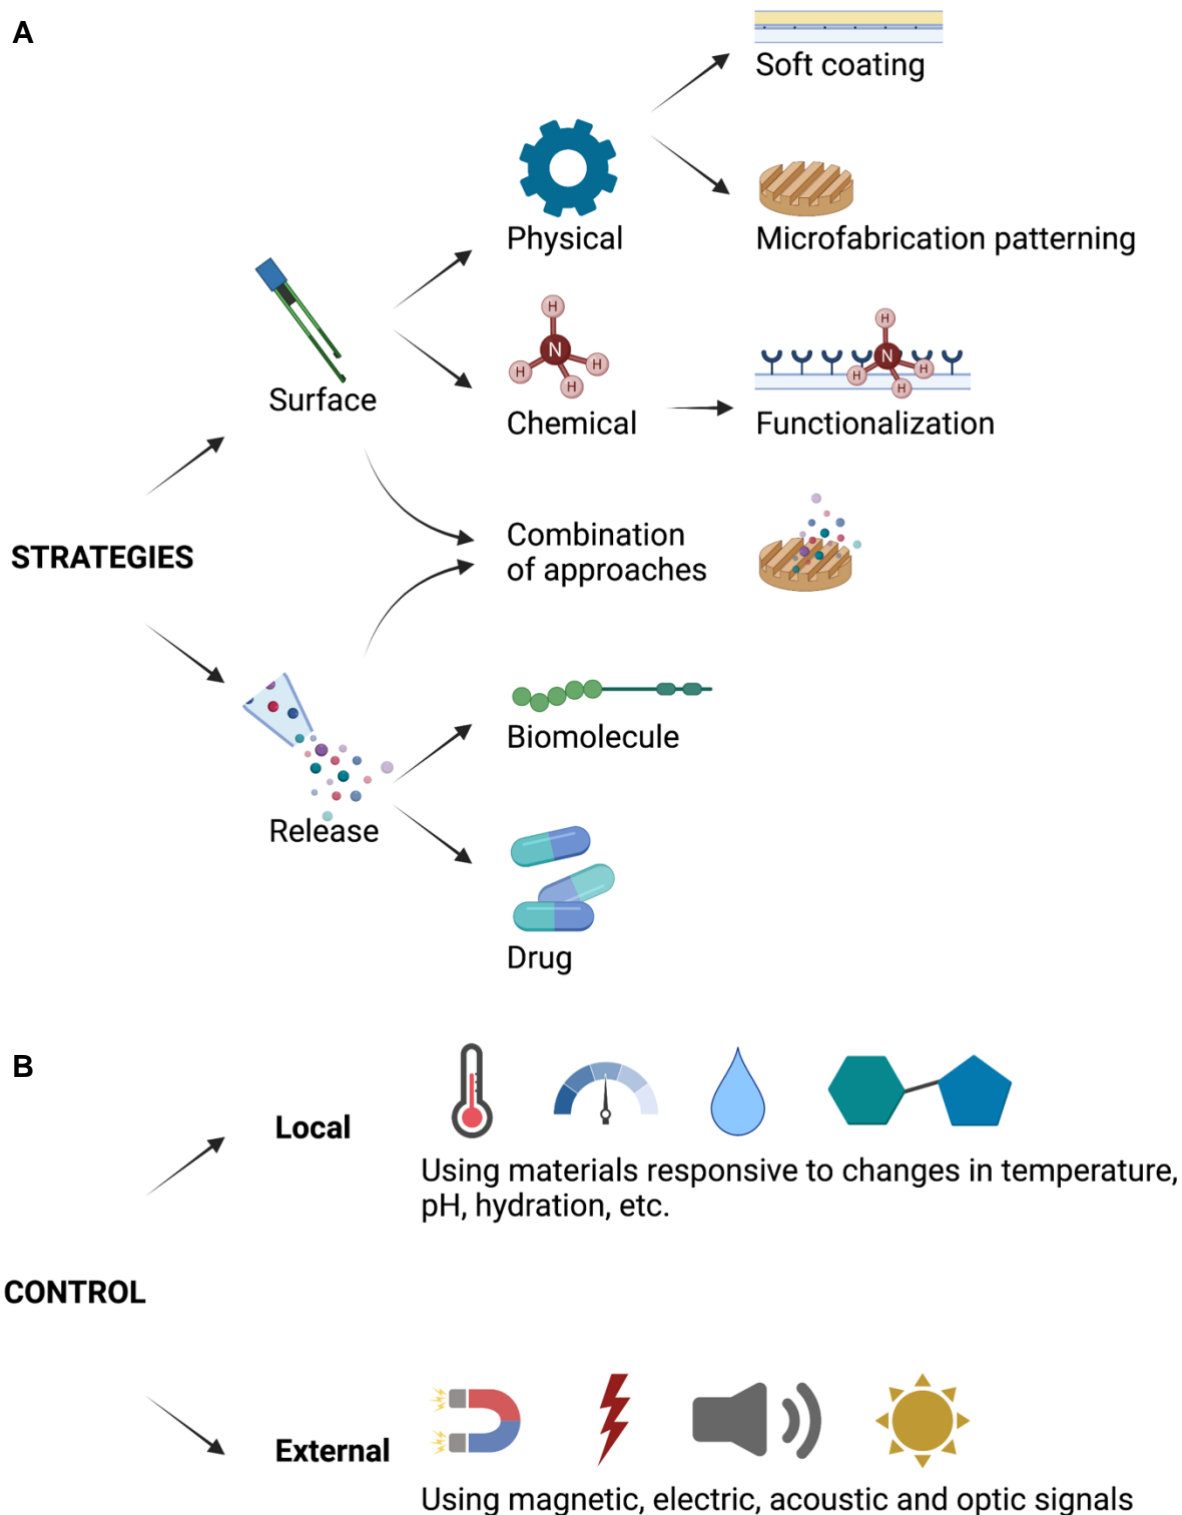 A
Soft coating
Physical
Microfabrication patterning
H
N
H
H
H
H
N
H
H
H
Surface
Chemical
Functionalization
STRATEGIES
Combination
of approaches
Biomolecule
Release
Drug
B
Local
Using materials responsive to changes in temperature,
pH, hydration, etc.
CONTROL
External
Using magnetic, electric, acoustic and optic signals